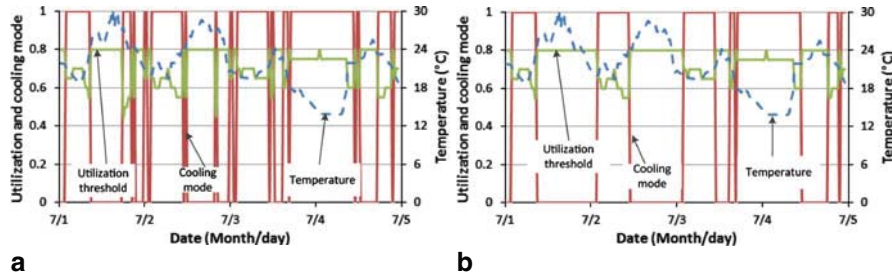 Utilization and cooling mode
1
0.8
0.6
0.4
0.2
0
30
24
18
12
6
0
Temperature (°C)
Utilization
threshold
Cooling
mode
Temperature
7/1 7/2 7/3 7/4 7/5
Date (Month/day)
a
Utilization and cooling mode
1
0.8
0.6
0.4
0.2
0
30
24
18
12
6
0
Temperature (°C)
Utilization
threshold
Cooling
mode
Temperature
7/1 7/2 7/3 7/4 7/5
Date (Month/day)
b